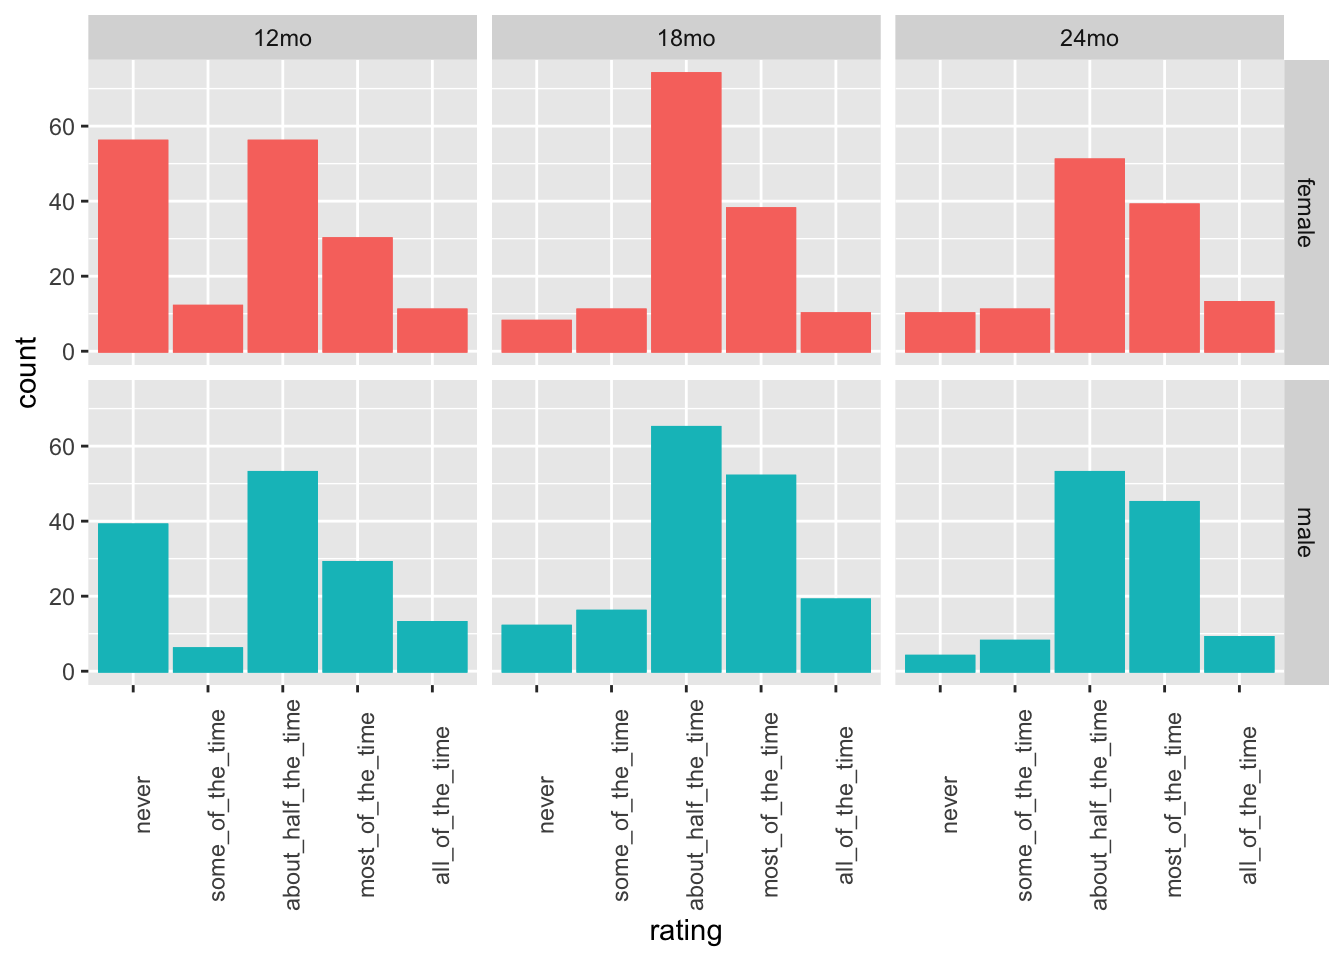 12mo 18mo 24mo
60
40
20
0
female
count
60
40
20
0
male
never some_of_the_time about_half_the_time most_of_the_time all_of_the_time never some_of_the_time about_half_the_time most_of_the_time all_of_the_time never some_of_the_time about_half_the_time most_of_the_time all_of_the_time
rating